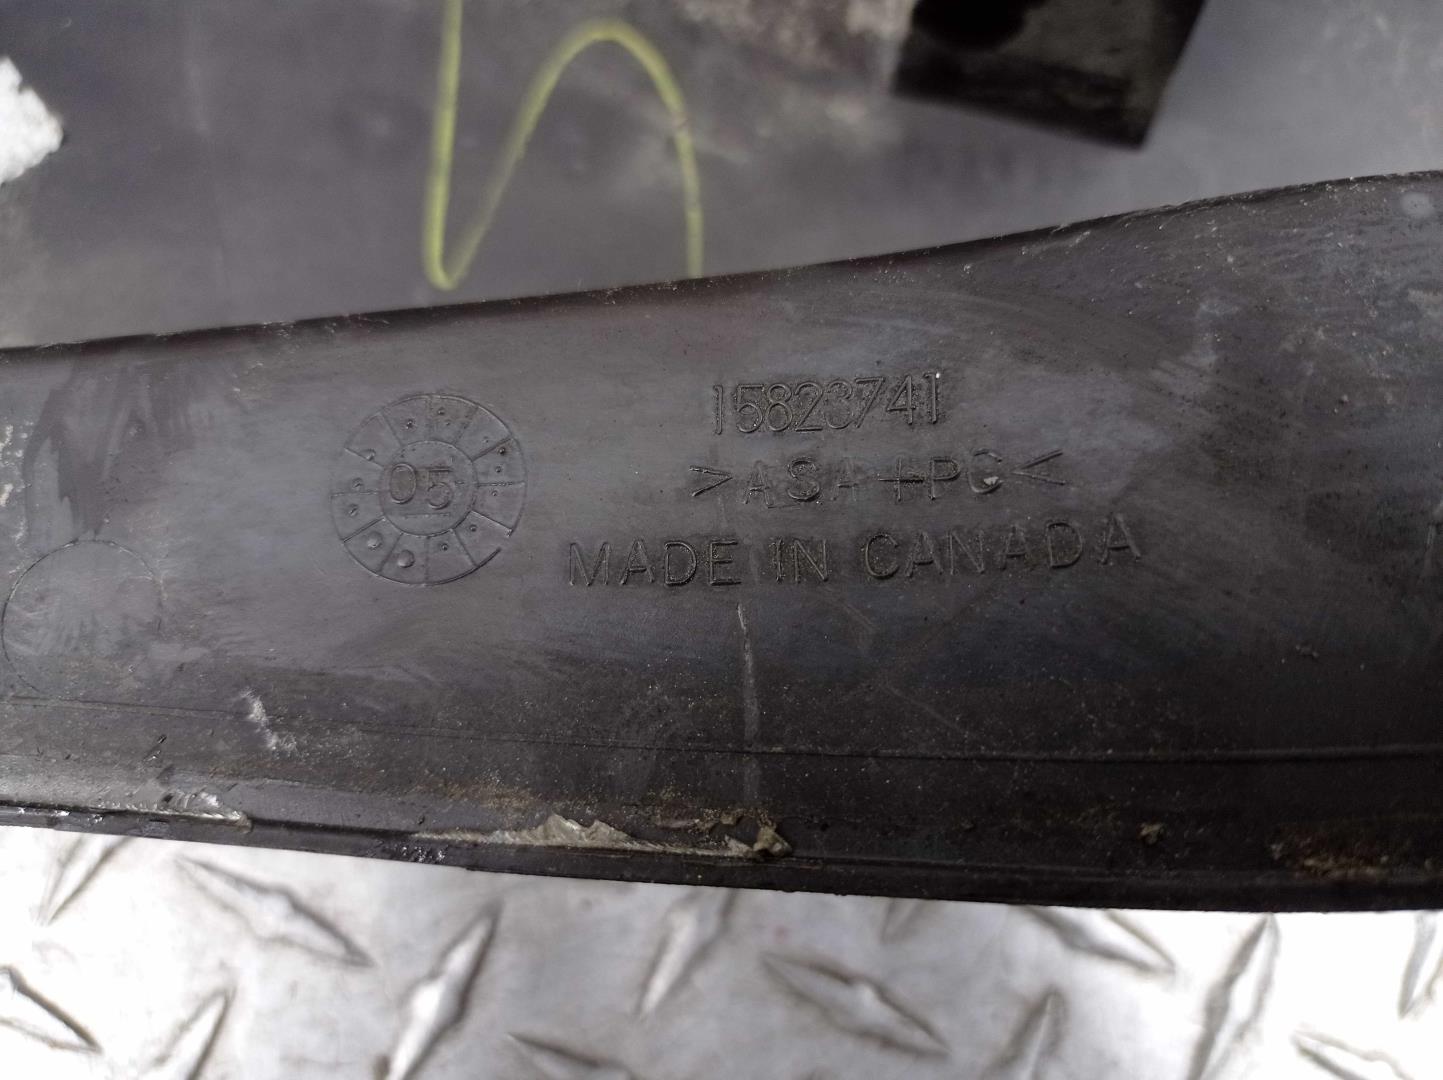 15823741
>ASA+PC<
05
MADE IN CANADA